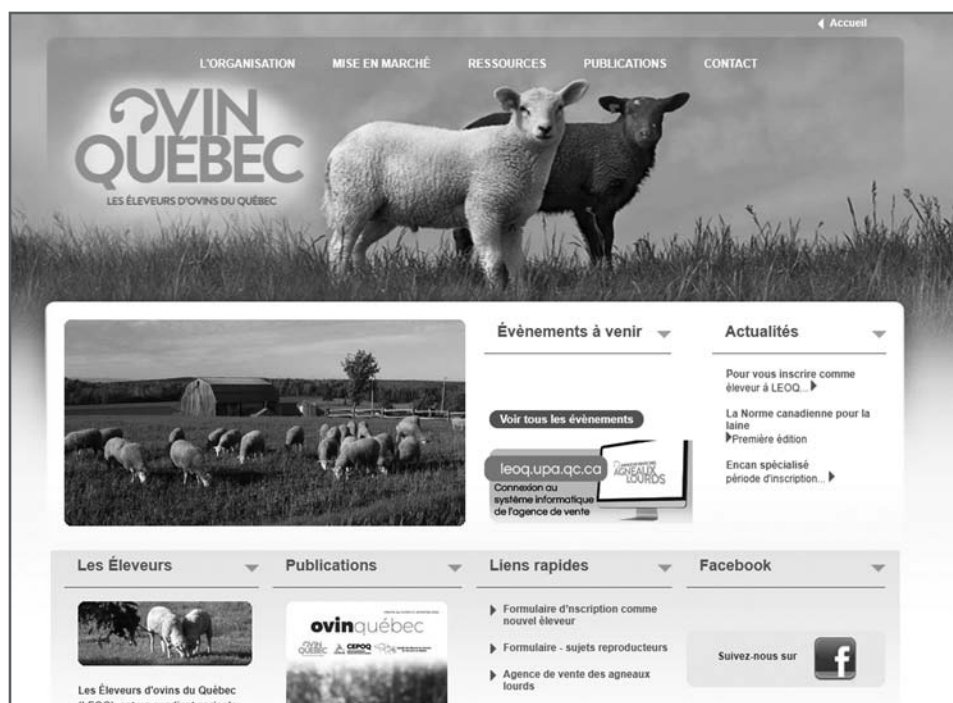 Accueil
L'ORGANISATION MISE EN MARCHÉ RESSOURCES PUBLICATIONS CONTACT
OVIN
QUÉBEC
LES ÉLEVEURS D'OVINS DU QUÉBEC
Évènements à venir
Voir tous les évènements
leoq.upa.qc.ca
Connexion au
système informatique
de l'agence de vente
AGNEAUX
LOURDS
Actualités
Pour vous inscrire comme
éleveur à LEOQ...
La Norme canadienne pour la
laine
Première édition
Encan spécialisé
période d'inscription...
Les Éleveurs
Les Éleveurs d'ovins du Québec
Publications
ovinquébec
OVIN
QUÉBEC
CEPOQ
Liens rapides
Formulaire d'nscription comme
nouvel éleveur
Formulaire - sujets reproducteurs
Agence de vente des agneaux
lourds
Facebook
Suivez-nous sur
f